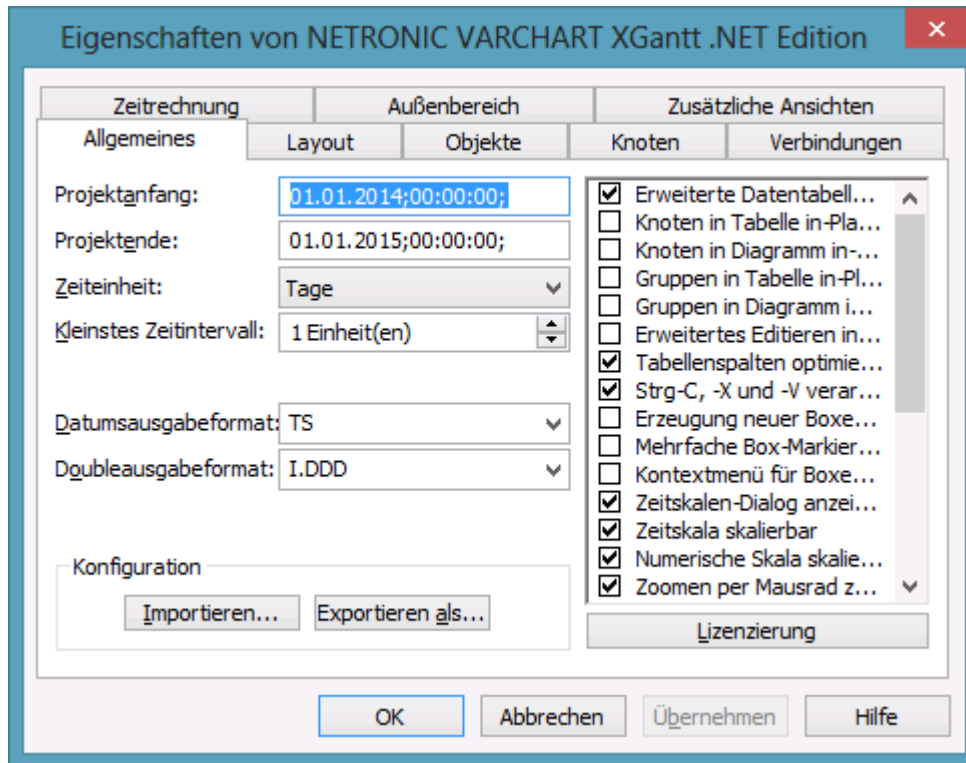 Eigenschaften von NETRONIC VARCHART XGantt .NET Edition
Zeitrechnung
Außenbereich
Zusätzliche Ansichten
Allgemeines
Layout
Objekte
Knoten
Verbindungen
Projektanfang:
01.01.2014;00:00:00;
Projektende:
01.01.2015;00:00:00;
Zeiteinheit:
Tage
Kleinstes Zeitintervall:
1 Einheit(en)
Datumsausgabeformat:
TS
Doubleausgabeformat:
I.DDD
Konfiguration
Importieren...
Exportieren als...
Erweiterte Datentabell...
Knoten in Tabelle in-Pla...
Knoten in Diagramm in-...
Gruppen in Tabelle in-Pl...
Gruppen in Diagramm i...
Erweitertes Editieren in...
Tabellenspalten optimie...
Strg-C, -X und -V verar...
Erzeugung neuer Boxe...
Mehrfache Box-Markier...
Kontextmenü für Boxe...
Zeitskalen-Dialog anzei...
Zeitskala skalierbar
Numerische Skala skalie...
Zoomen per Mausrad z...
Lizenzierung
OK
Abbrechen
Übernehmen
Hilfe